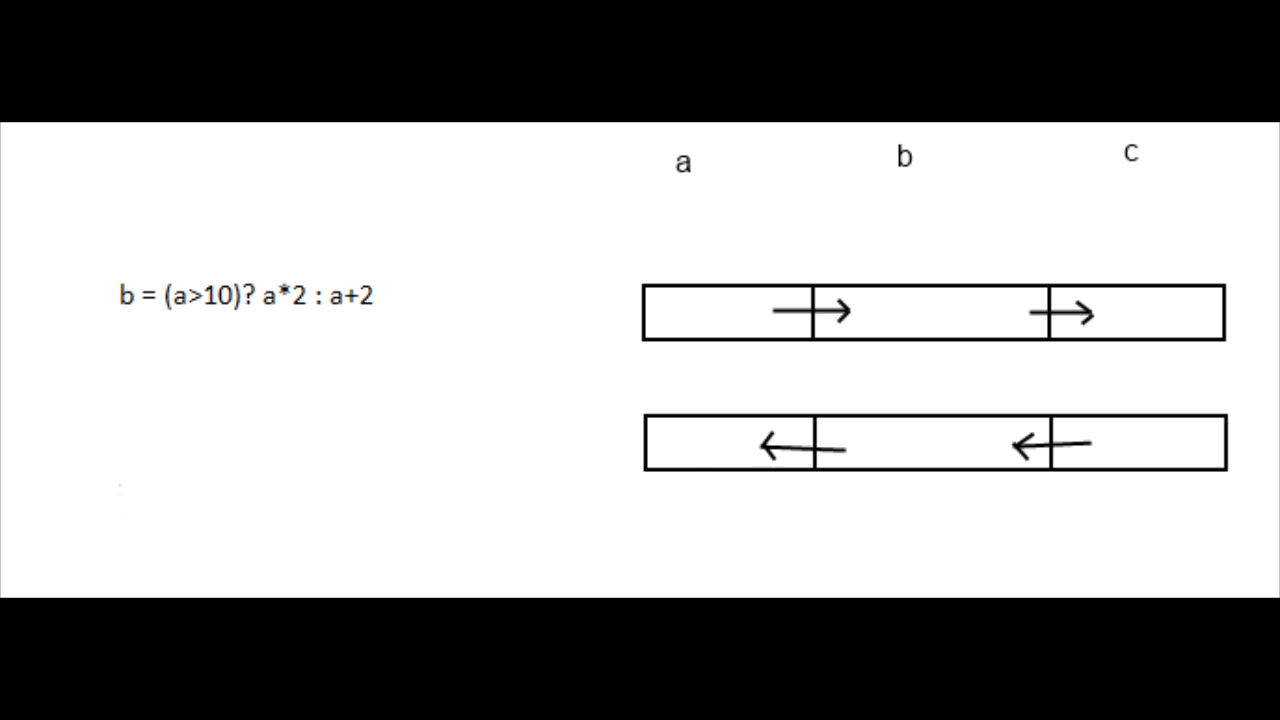 a b c
b = (a>10)? a*2 : a+2